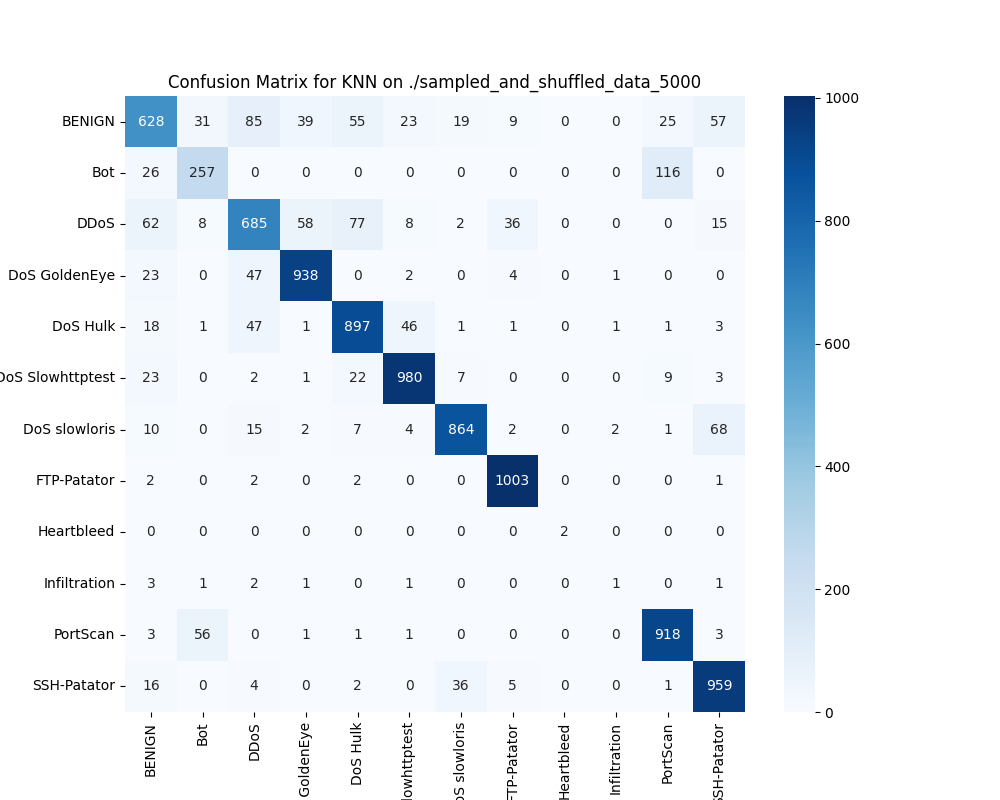 Confusion Matrix for KNN on ./sampled_and_shuffled_data_5000
BENIGN 628 31 85 39 55 23 19 9 0 0 25 57
Bot 26 257 0 0 0 0 0 0 0 0 116 0
DDoS 62 8 685 58 77 8 2 36 0 0 0 15
DoS GoldenEye 23 0 47 938 0 2 0 4 0 1 0 0
DoS Hulk 18 1 47 1 897 46 1 1 0 1 1 3
DoS Slowhttptest 23 0 2 1 22 980 7 0 0 0 9 3
DoS slowloris 10 0 15 2 7 4 864 2 0 2 1 68
FTP-Patator 2 0 2 0 2 0 0 1003 0 0 0 1
Heartbleed 0 0 0 0 0 0 0 0 2 0 0 0
Infiltration 3 1 2 1 0 1 0 0 0 1 0 1
PortScan 3 56 0 1 1 1 0 0 0 0 918 3
SSH-Patator 16 0 4 0 2 0 36 5 0 0 1 959
BENIGN
Bot
DDoS
GoldenEye
DoS Hulk
lowhttptest
oS slowloris
FTP-Patator
Heartbleed
Infiltration
PortScan
SSH-Patator
1000
800
600
400
200
0